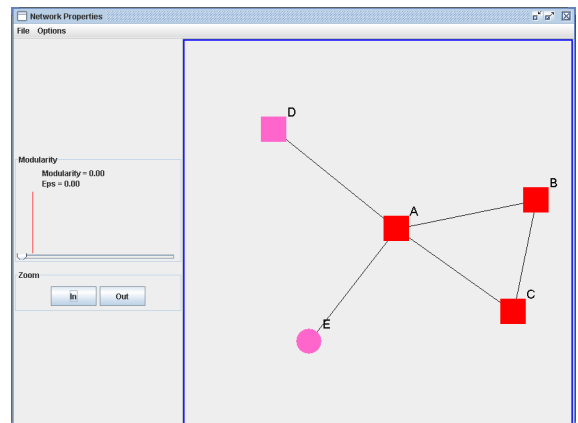 Network Properties
File Options
Modularity
Modularity = 0.00
Eps = 0.00
Zoom
In Out
D
B
A
C
E